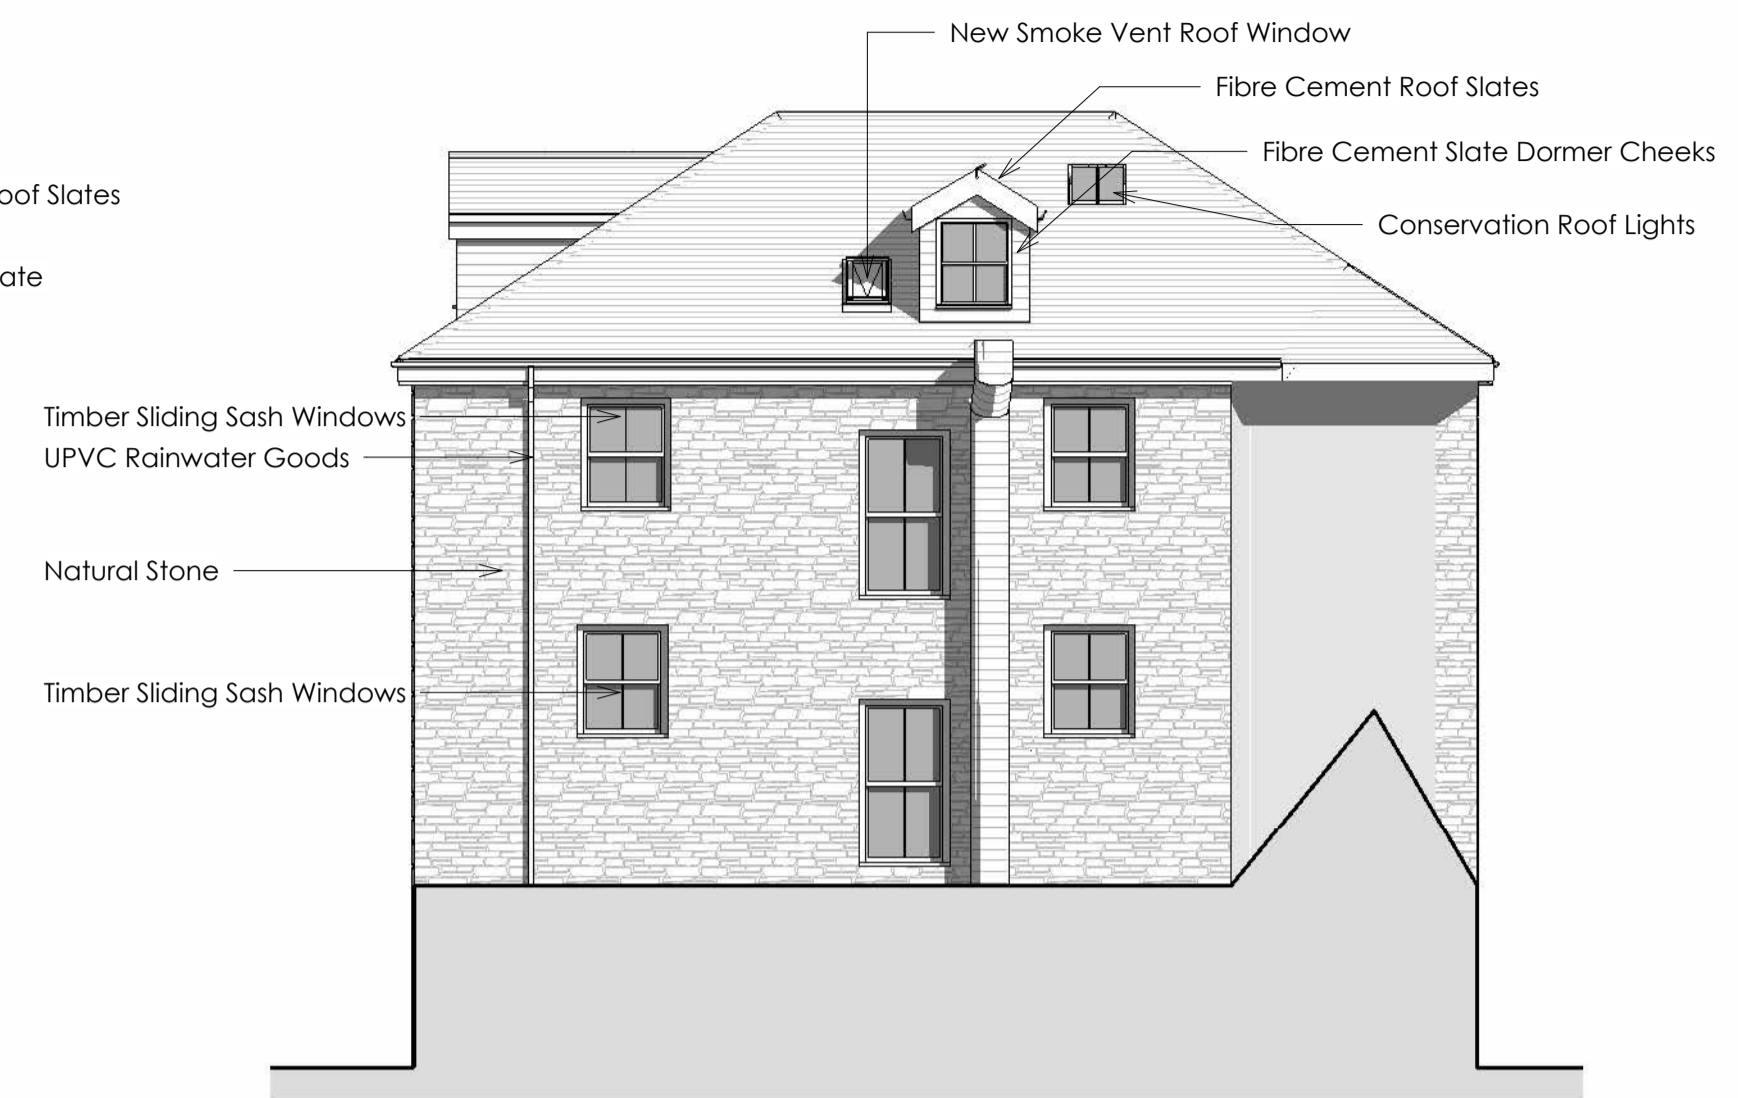 New Smoke Vent Roof Window
Fibre Cement Roof Slates
Fibre Cement Slate Dormer Cheeks
oof Slates
Conservation Roof Lights
ate
Timber Sliding Sash Windows
UPVC Rainwater Goods
Natural Stone
Timber Sliding Sash Windows